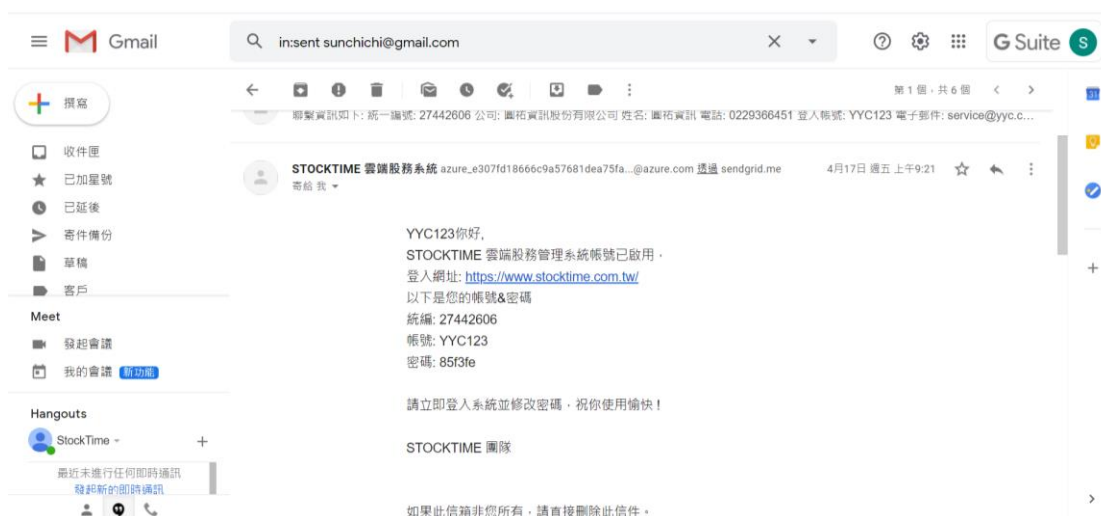 Gmail
in:sent sunchichi@gmail.com
G Suite
S
撰寫
第 1 個，共 6 個
31
聯繫資訊如下: 統一編號: 27442606 公司: 圜祐資訊股份有限公司 姓名: 圜祐資訊 電話: 0229366451 登入帳號: YYC123 電子郵件: service@yyc.c...
收件匣
已加星號
已延後
寄件備份
草稿
客戶
STOCKTIME 雲端股務系統 azure_e307fd18666c9a57681dea75fa...@azure.com 透過 sendgrid.me
4月17日 週五 上午9:21
寄給 我
YYC123你好,
STOCKTIME 雲端股務管理系統帳號已啟用，
登入網址: https://www.stocktime.com.tw/
以下是您的帳號&密碼
統編: 27442606
帳號: YYC123
密碼: 85f3fe
請立即登入系統並修改密碼，祝你使用愉快！
STOCKTIME 團隊
如果此信箱非您所有，請直接刪除此信件。
Meet
發起會議
我的會議 新功能
Hangouts
StockTime
最近未進行任何即時通訊
發起新的即時通訊